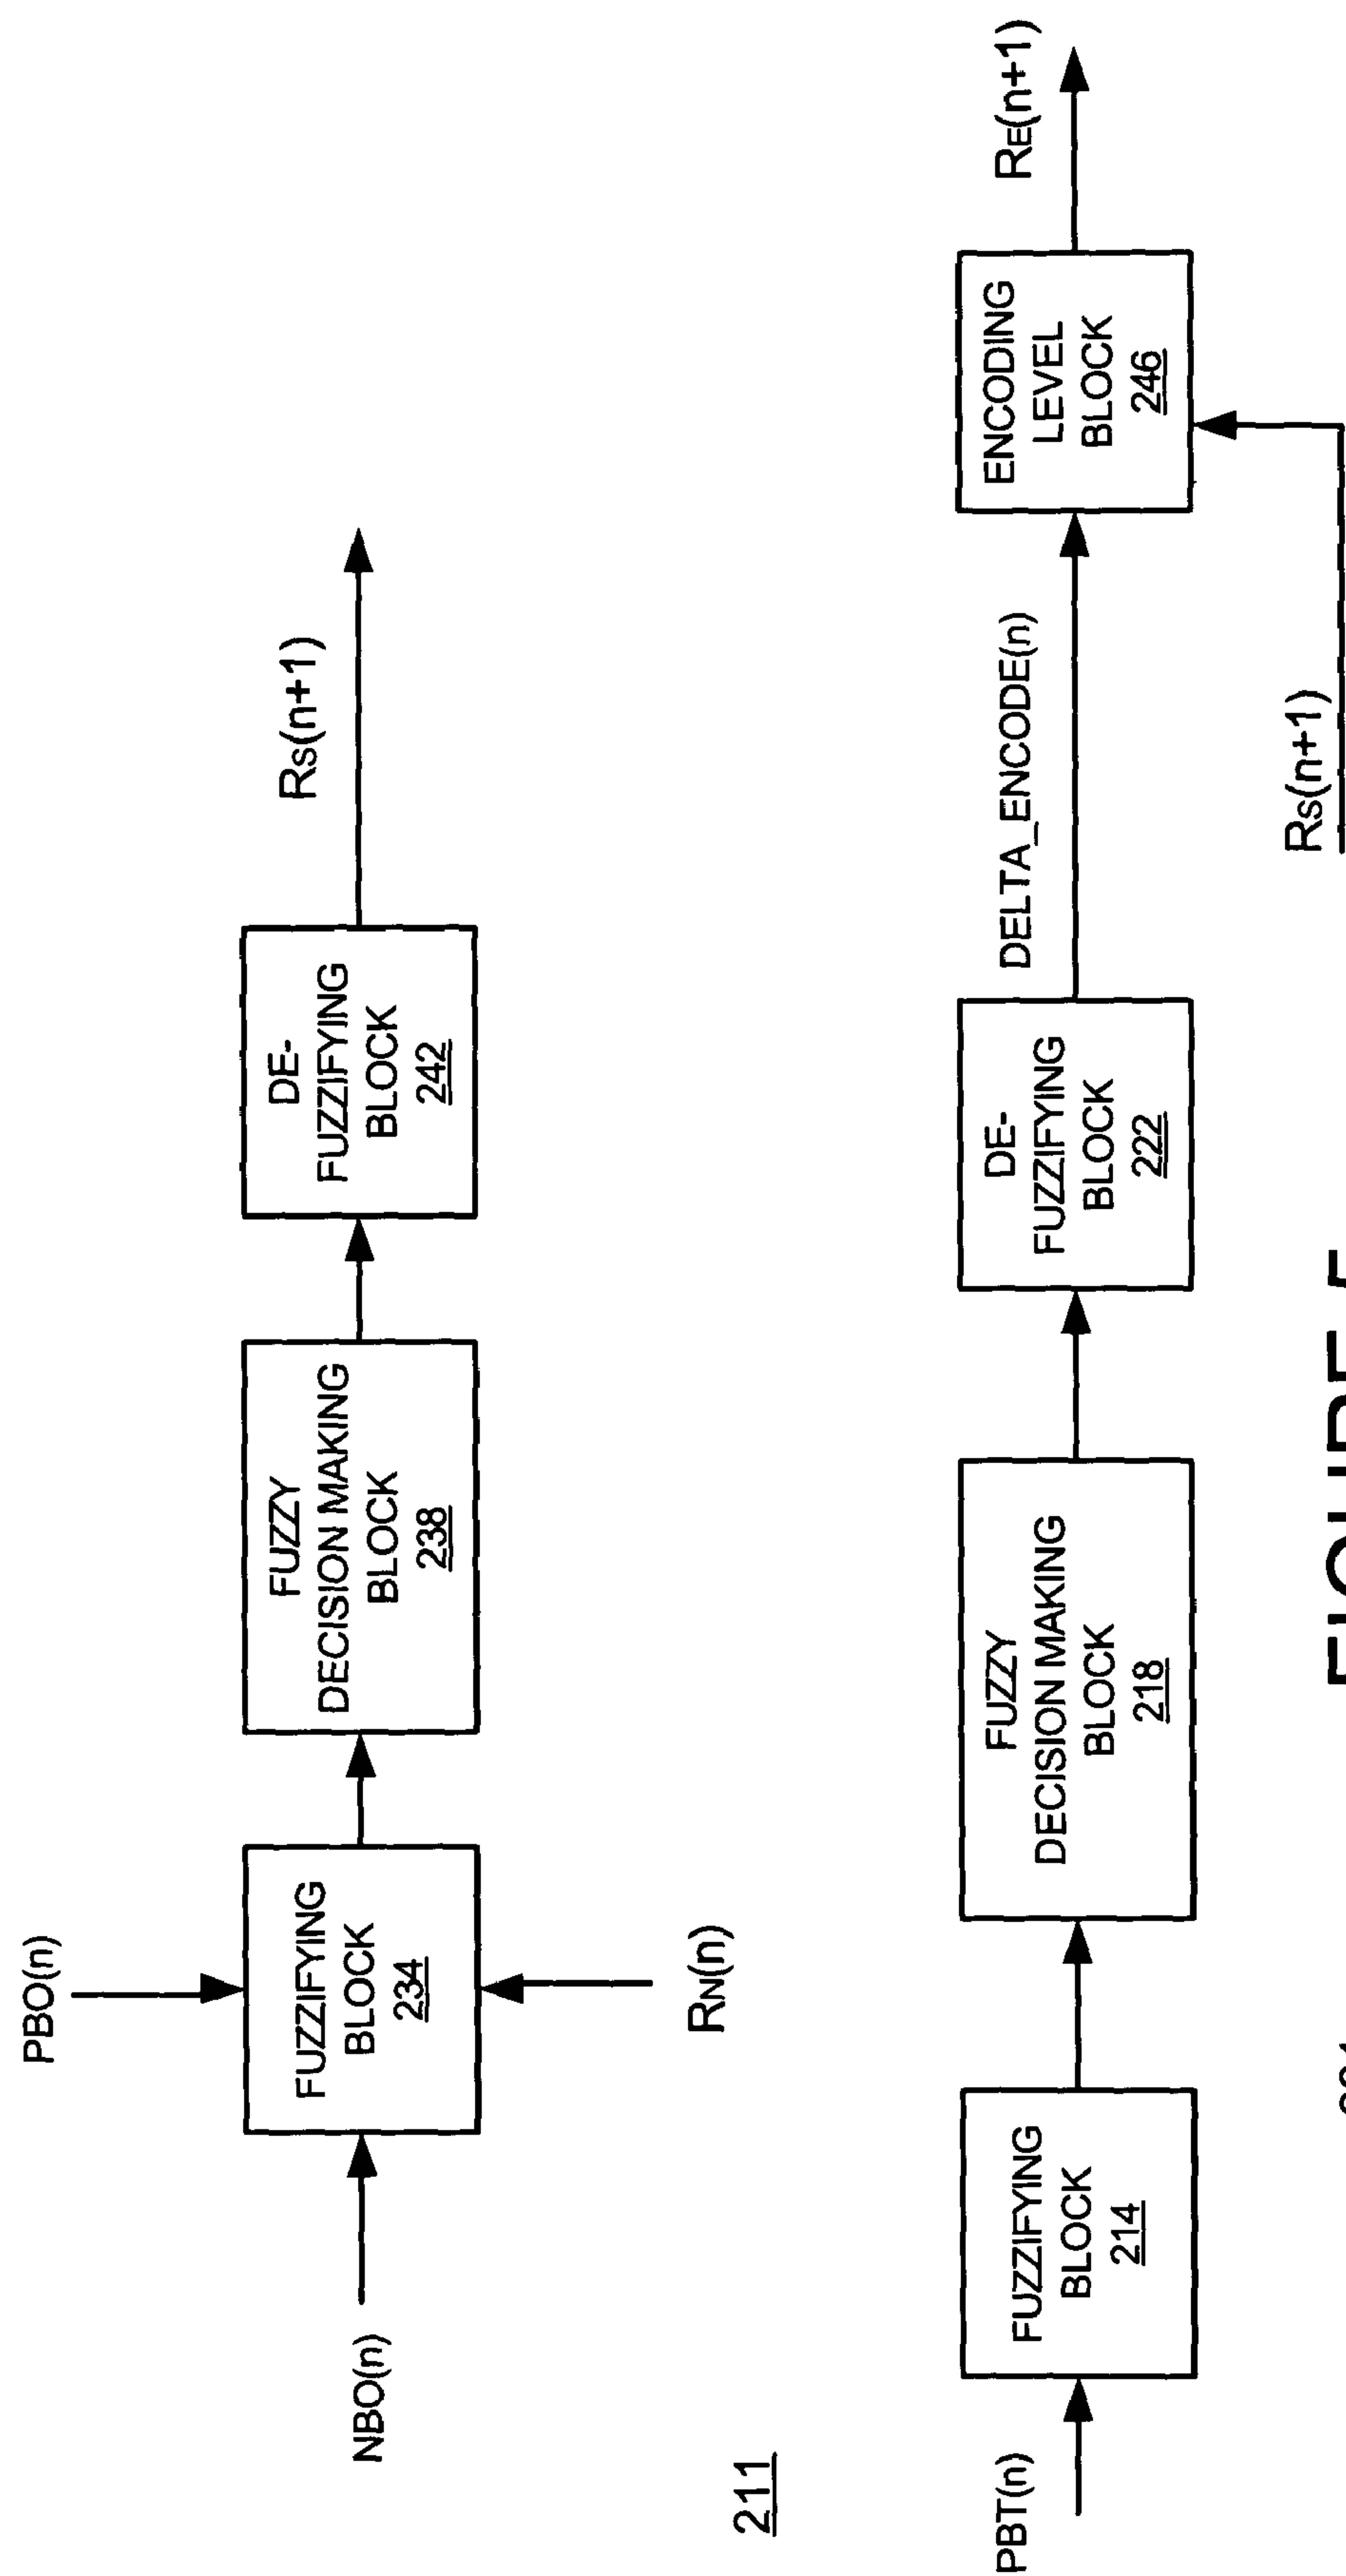 PBO(n)
NBO(n)
FUZZIFYING
BLOCK
234
RN(n)
FUZZY
DECISION MAKING
BLOCK
238
DE-
FUZZIFYING
BLOCK
242
RS(n+1)
211
PBT(n)
FUZZIFYING
BLOCK
214
FUZZY
DECISION MAKING
BLOCK
218
DE-
FUZZIFYING
BLOCK
222
DELTA_ENCODE(n)
ENCODING
LEVEL
BLOCK
246
RE(n+1)
RS(n+1)
FIGURE